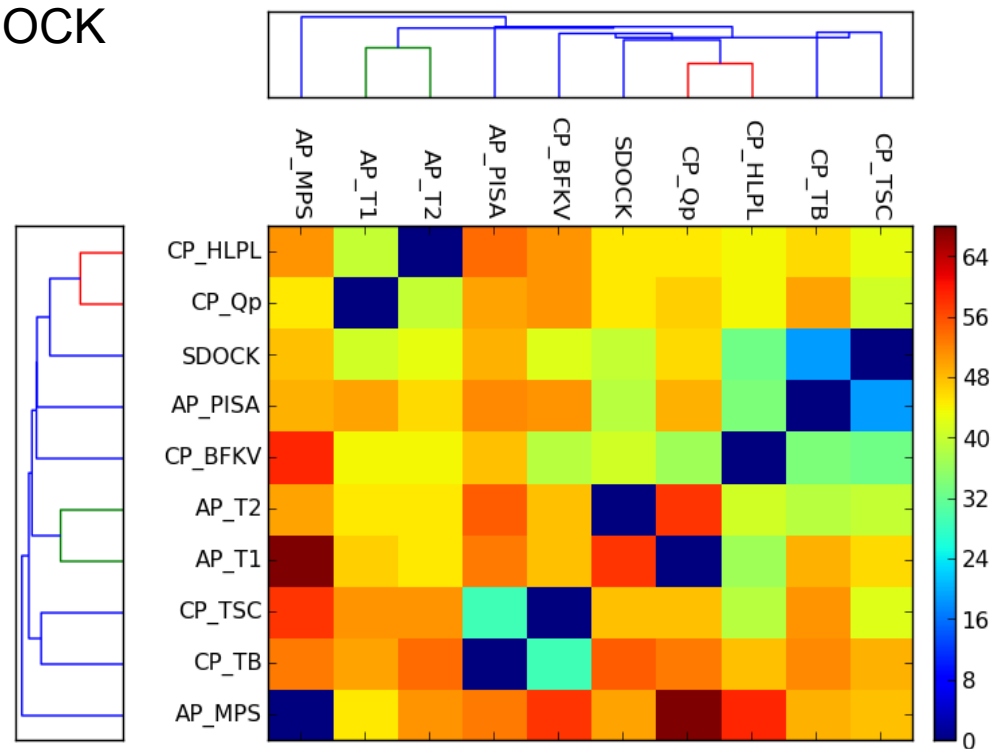 OCK
AP_MPS AP_T1 AP_T2 AP_PISA CP_BFKV SDOCK CP_Qp CP_HLPL CP_TB CP_TSC
CP_HLPL
CP_Qp
SDOCK
AP_PISA
CP_BFKV
AP_T2
AP_T1
CP_TSC
CP_TB
AP_MPS
64
56
48
40
32
24
16
8
0